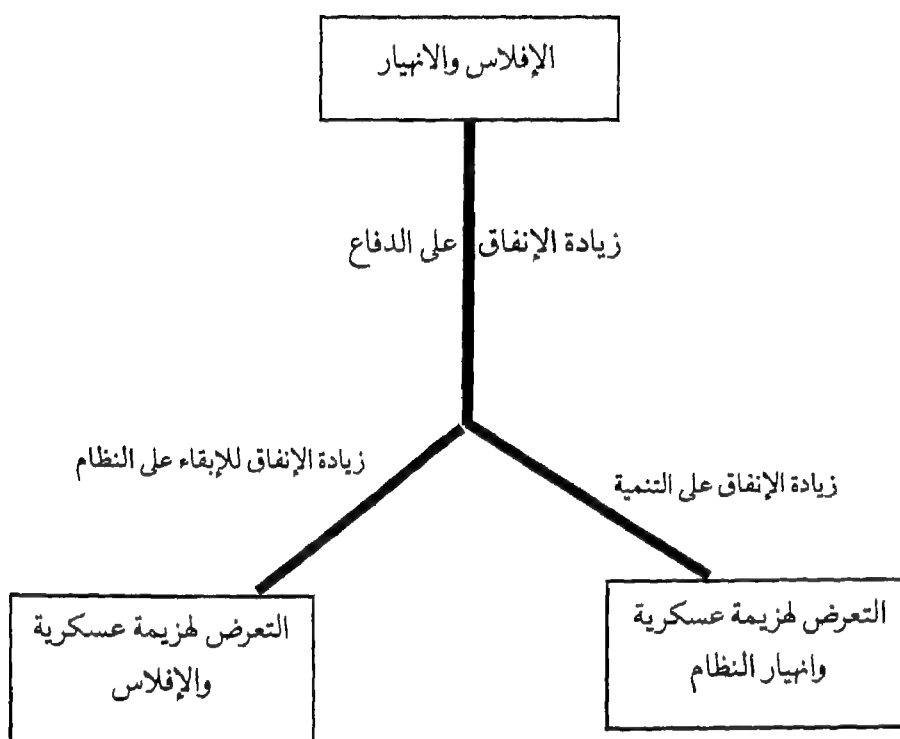 الإفلاس والانهيار
زيادة الإنفاق على الدفاع
زيادة الإنفاق على التنمية
زيادة الإنفاق للإبقاء على النظام
التعرض لهزيمة عسكرية
وانهيار النظام
التعرض لهزيمة عسكرية
والإفلاس